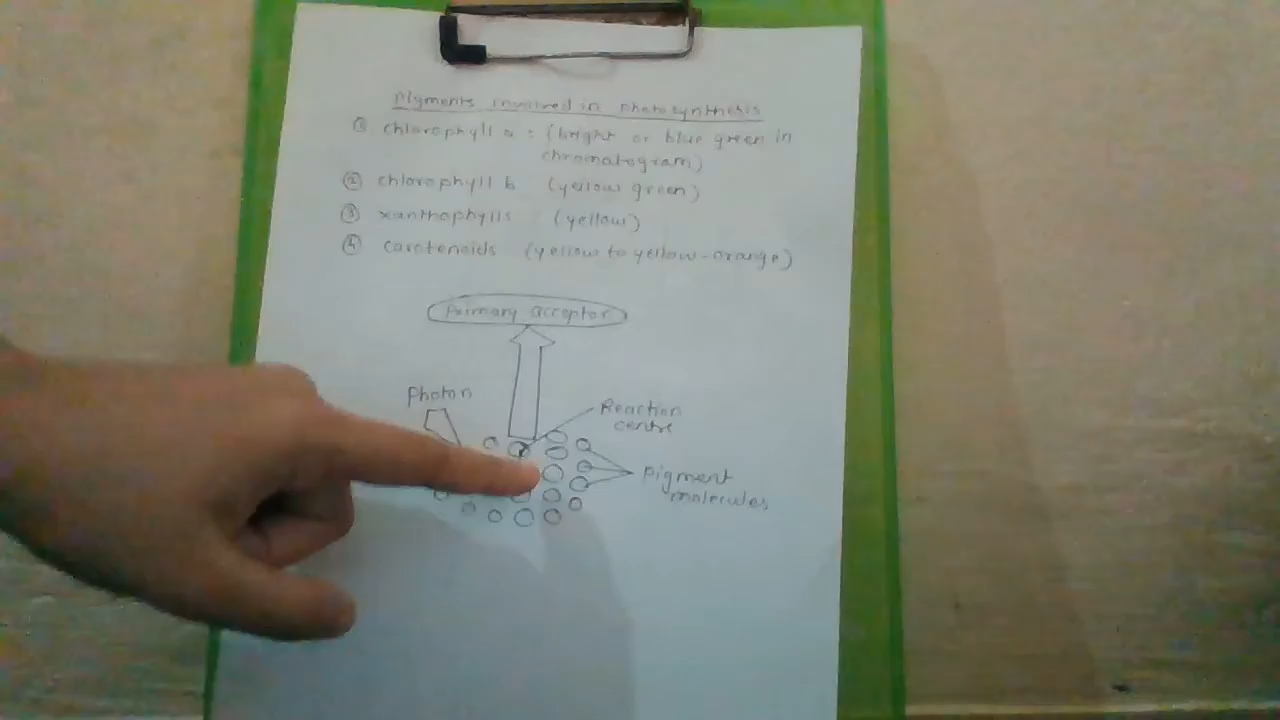 Pigments involved in photosynthesis
① chlorophyll a : (bright or blue green in
chromatogram)
② chlorophyll b (yellow green)
③ xanthophylls : (yellow)
④ carotenoids (yellow to yellow-orange)
Primary acceptor
Photon
Reaction
centre
Pigment
molecules